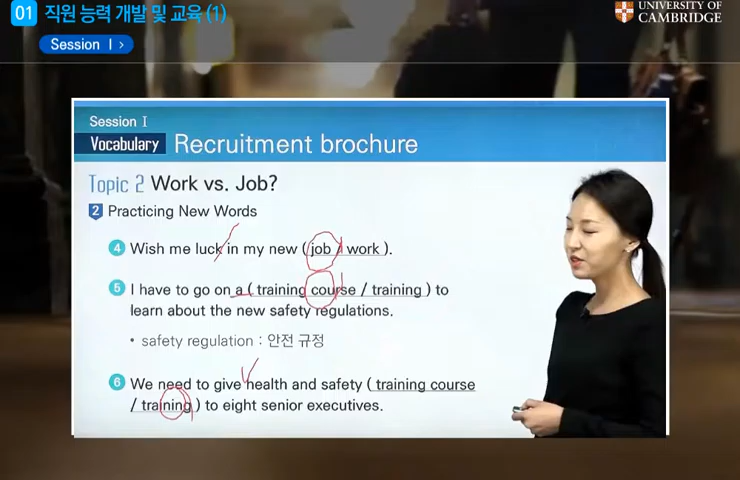 01 직원 능력 개발 및 교육 (1)
UNIVERSITY OF
CAMBRIDGE
Session Ⅰ >
Session Ⅰ
Vocabulary Recruitment brochure
Topic 2 Work vs. Job?
2 Practicing New Words
4 Wish me luck in my new ( job / work ).
5 I have to go on a ( training course / training ) to
learn about the new safety regulations.
• safety regulation : 안전 규정
6 We need to give health and safety ( training course
/ training ) to eight senior executives.